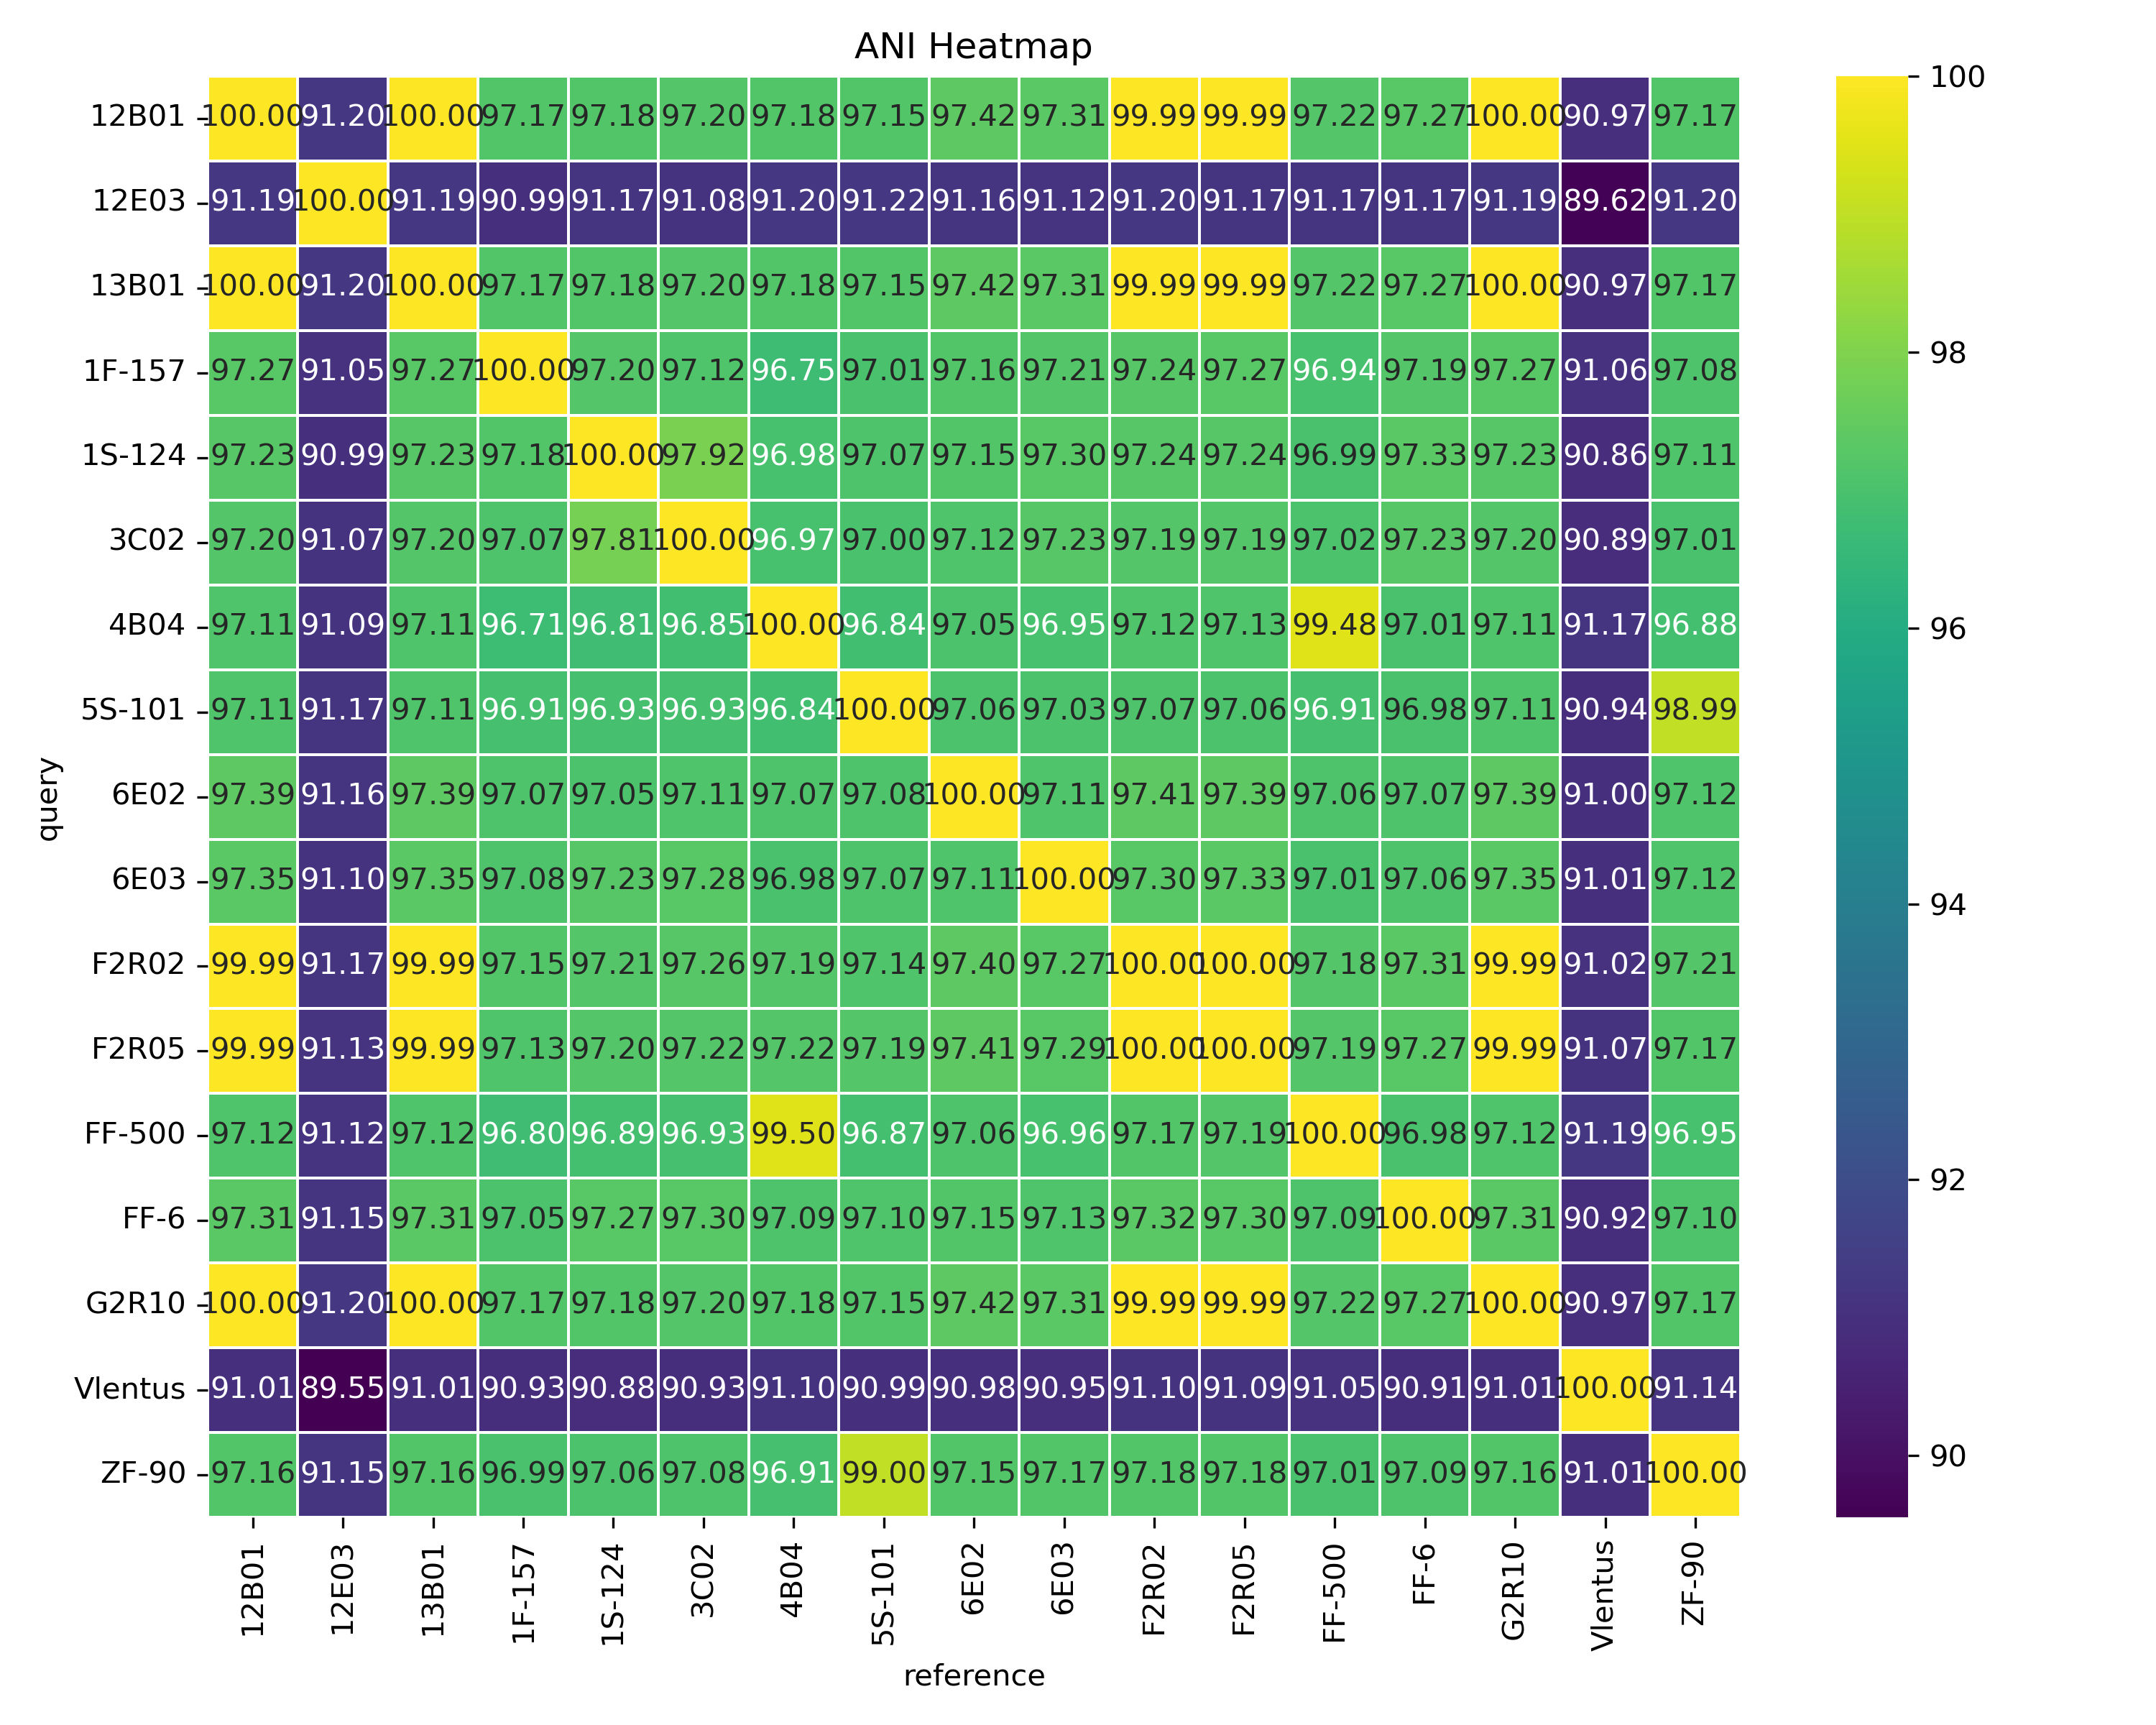 ANI Heatmap
12B01 100.00 91.20 100.00 97.17 97.18 97.20 97.18 97.15 97.42 97.31 99.99 99.99 97.22 97.27 100.00 90.97 97.17
12E03 91.19 100.00 91.19 90.99 91.17 91.08 91.20 91.22 91.16 91.12 91.20 91.17 91.17 91.17 91.19 89.62 91.20
13B01 100.00 91.20 100.00 97.17 97.18 97.20 97.18 97.15 97.42 97.31 99.99 99.99 97.22 97.27 100.00 90.97 97.17
1F-157 97.27 91.05 97.27 100.00 97.20 97.12 96.75 97.01 97.16 97.21 97.24 97.27 96.94 97.19 97.27 91.06 97.08
1S-124 97.23 90.99 97.23 97.18 100.00 97.92 96.98 97.07 97.15 97.30 97.24 97.24 96.99 97.33 97.23 90.86 97.11
3C02 97.20 91.07 97.20 97.07 97.81 100.00 96.97 97.00 97.12 97.23 97.19 97.19 97.02 97.23 97.20 90.89 97.01
4B04 97.11 91.09 97.11 96.71 96.81 96.85 100.00 96.84 97.05 96.95 97.12 97.13 99.48 97.01 97.11 91.17 96.88
5S-101 97.11 91.17 97.11 96.91 96.93 96.93 96.84 100.00 97.06 97.03 97.07 97.06 96.91 96.98 97.11 90.94 98.99
6E02 97.39 91.16 97.39 97.07 97.05 97.11 97.07 97.08 100.00 97.11 97.41 97.39 97.06 97.07 97.39 91.00 97.12
6E03 97.35 91.10 97.35 97.08 97.23 97.28 96.98 97.07 97.11 100.00 97.30 97.33 97.01 97.06 97.35 91.01 97.12
F2R02 99.99 91.17 99.99 97.15 97.21 97.26 97.19 97.14 97.40 97.27 100.00 100.00 97.18 97.31 99.99 91.02 97.21
F2R05 99.99 91.13 99.99 97.13 97.20 97.22 97.22 97.19 97.41 97.29 100.00 100.00 97.19 97.27 99.99 91.07 97.17
FF-500 97.12 91.12 97.12 96.80 96.89 96.93 99.50 96.87 97.06 96.96 97.17 97.19 100.00 96.98 97.12 91.19 96.95
FF-6 97.31 91.15 97.31 97.05 97.27 97.30 97.09 97.10 97.15 97.13 97.32 97.30 97.09 100.00 97.31 90.92 97.10
G2R10 100.00 91.20 100.00 97.17 97.18 97.20 97.18 97.15 97.42 97.31 99.99 99.99 97.22 97.27 100.00 90.97 97.17
Vlentus 91.01 89.55 91.01 90.93 90.88 90.93 91.10 90.99 90.98 90.95 91.10 91.09 91.05 90.91 91.01 100.00 91.14
ZF-90 97.16 91.15 97.16 96.99 97.06 97.08 96.91 99.00 97.15 97.17 97.18 97.18 97.01 97.09 97.16 91.01 100.00
query
12B01 12E03 13B01 1F-157 1S-124 3C02 4B04 5S-101 6E02 6E03 F2R02 F2R05 FF-500 FF-6 G2R10 Vlentus ZF-90
reference
100
98
96
94
92
90